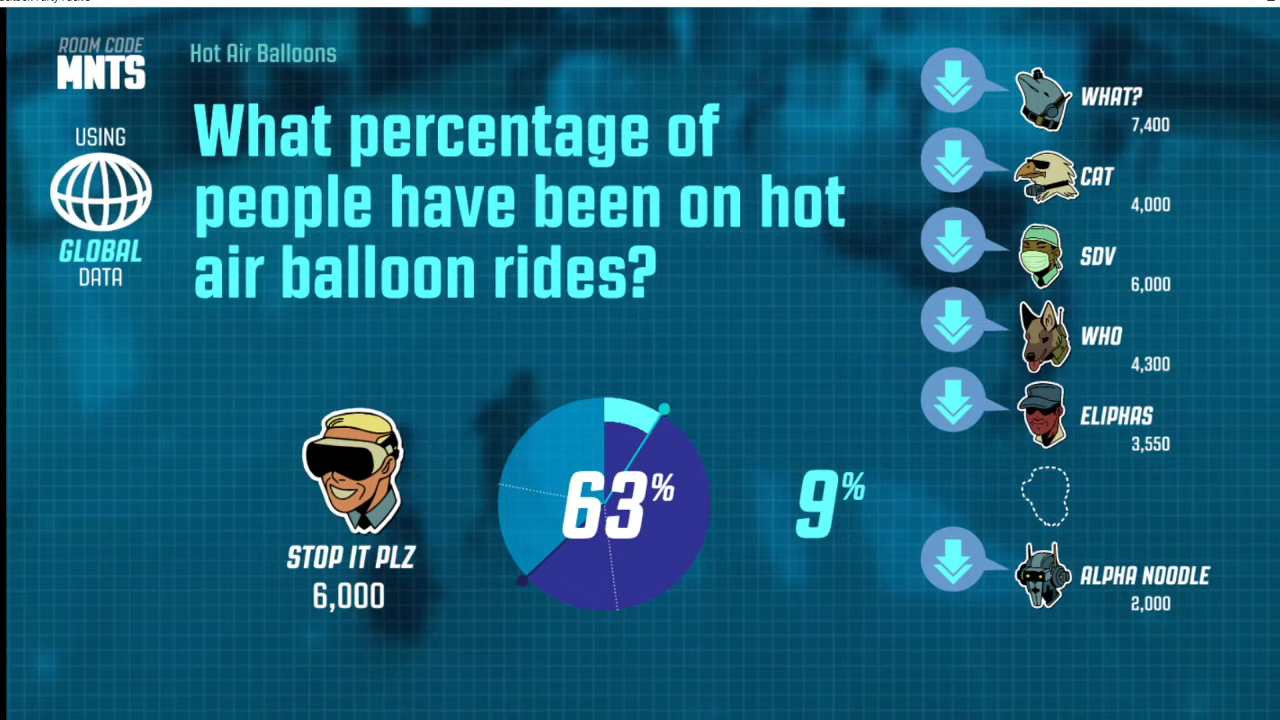 ROOM CODE
MNTS
USING
GLOBAL
DATA
Hot Air Balloons
What percentage of
people have been on hot
air balloon rides?
STOP IT PLZ
6,000
63%
9%
WHAT?
7,400
CAT
4,000
SDV
6,000
WHO
4,300
ELIPHAS
3,550
ALPHA NOODLE
2,000